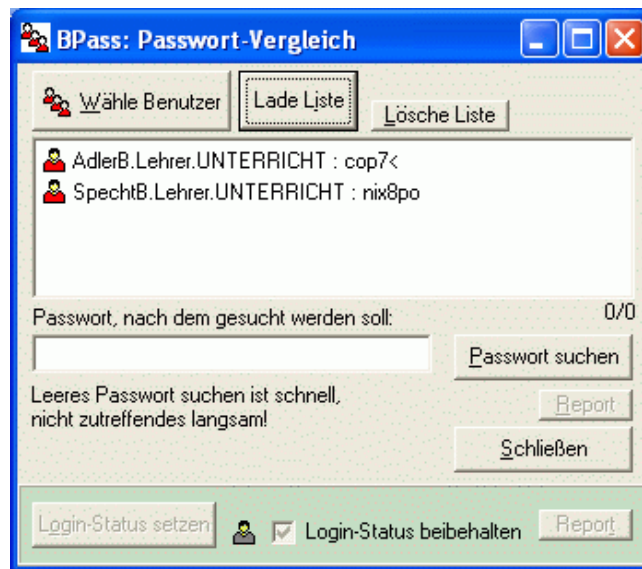 BPass: Passwort-Vergleich
Wähle Benutzer
Lade Liste
Lösche Liste
AdlerB.Lehrer.UNTERRICHT : cop7<
SpechtB.Lehrer.UNTERRICHT : nix8po
Passwort, nach dem gesucht werden soll:
0/0
Passwort suchen
Leeres Passwort suchen ist schnell,
nicht zutreffendes langsam!
Report
Schließen
Login-Status setzen
Login-Status beibehalten
Report